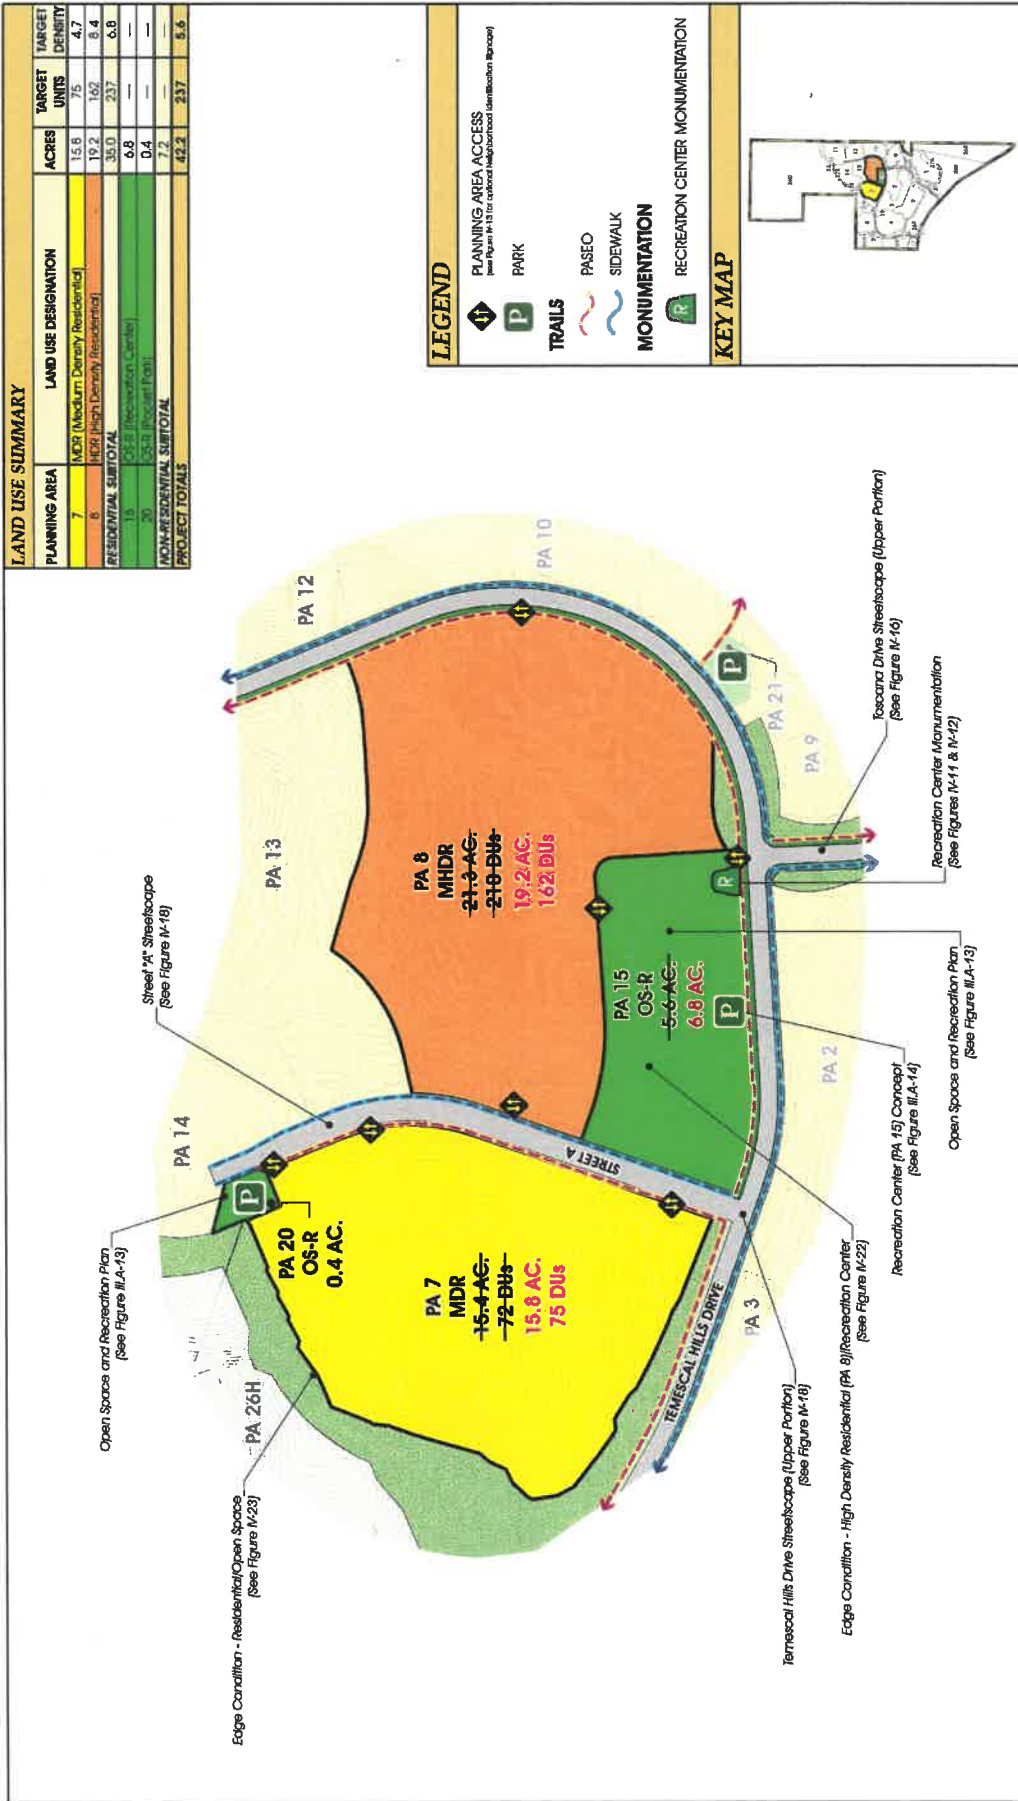 LAND USE SUMMARY
PLANNING AREA LAND USE DESIGNATION ACRES TARGET UNITS TARGET DENSITY
7 MDR (Medium Density Residential) 15.8 75 4.7
8 HDR (High Density Residential) 19.2 162 8.4
RESIDENTIAL SUBTOTAL 35.0 237 6.8
15 OS-R (Recreation Center) 6.8 — —
20 OS-R (Pocket Park) 0.4 — —
NON-RESIDENTIAL SUBTOTAL 7.2 — —
PROJECT TOTALS 42.2 237 5.6
LEGEND
PLANNING AREA ACCESS
(see Figure IV-13 for optional Neighborhood Identification Signage)
P PARK
TRAILS
PASEO
SIDEWALK
MONUMENTATION
R RECREATION CENTER MONUMENTATION
KEY MAP
Open Space and Recreation Plan
(See Figure III.A-13)
Street "A" Streetscape
(See Figure IV-18)
Edge Condition - Residential/Open Space
(See Figure IV-23)
PA 26H
PA 14
PA 13
PA 12
PA 10
P
PA 20
OS-R
0.4 AC.
PA 7
MDR
15.4 AC.
72 DUs
15.8 AC.
75 DUs
PA 8
MHDR
21.3 AC.
218 DUs
19.2 AC.
162 DUs
STREET A
PA 15
OS-R
5.6 AC.
6.8 AC.
P
R
P
PA 21
PA 9
PA 2
PA 3
TEMESCAL HILLS DRIVE
Temescal Hills Drive Streetscape (Upper Portion)
(See Figure IV-18)
Edge Condition - High Density Residential (PA 8)/Recreation Center
(See Figure IV-22)
Recreation Center (PA 15) Concept
(See Figure III.A-14)
Open Space and Recreation Plan
(See Figure III.A-13)
Recreation Center Monumentation
(See Figures IV-11 & IV-12)
Toscana Drive Streetscape (Upper Portion)
(See Figure IV-16)